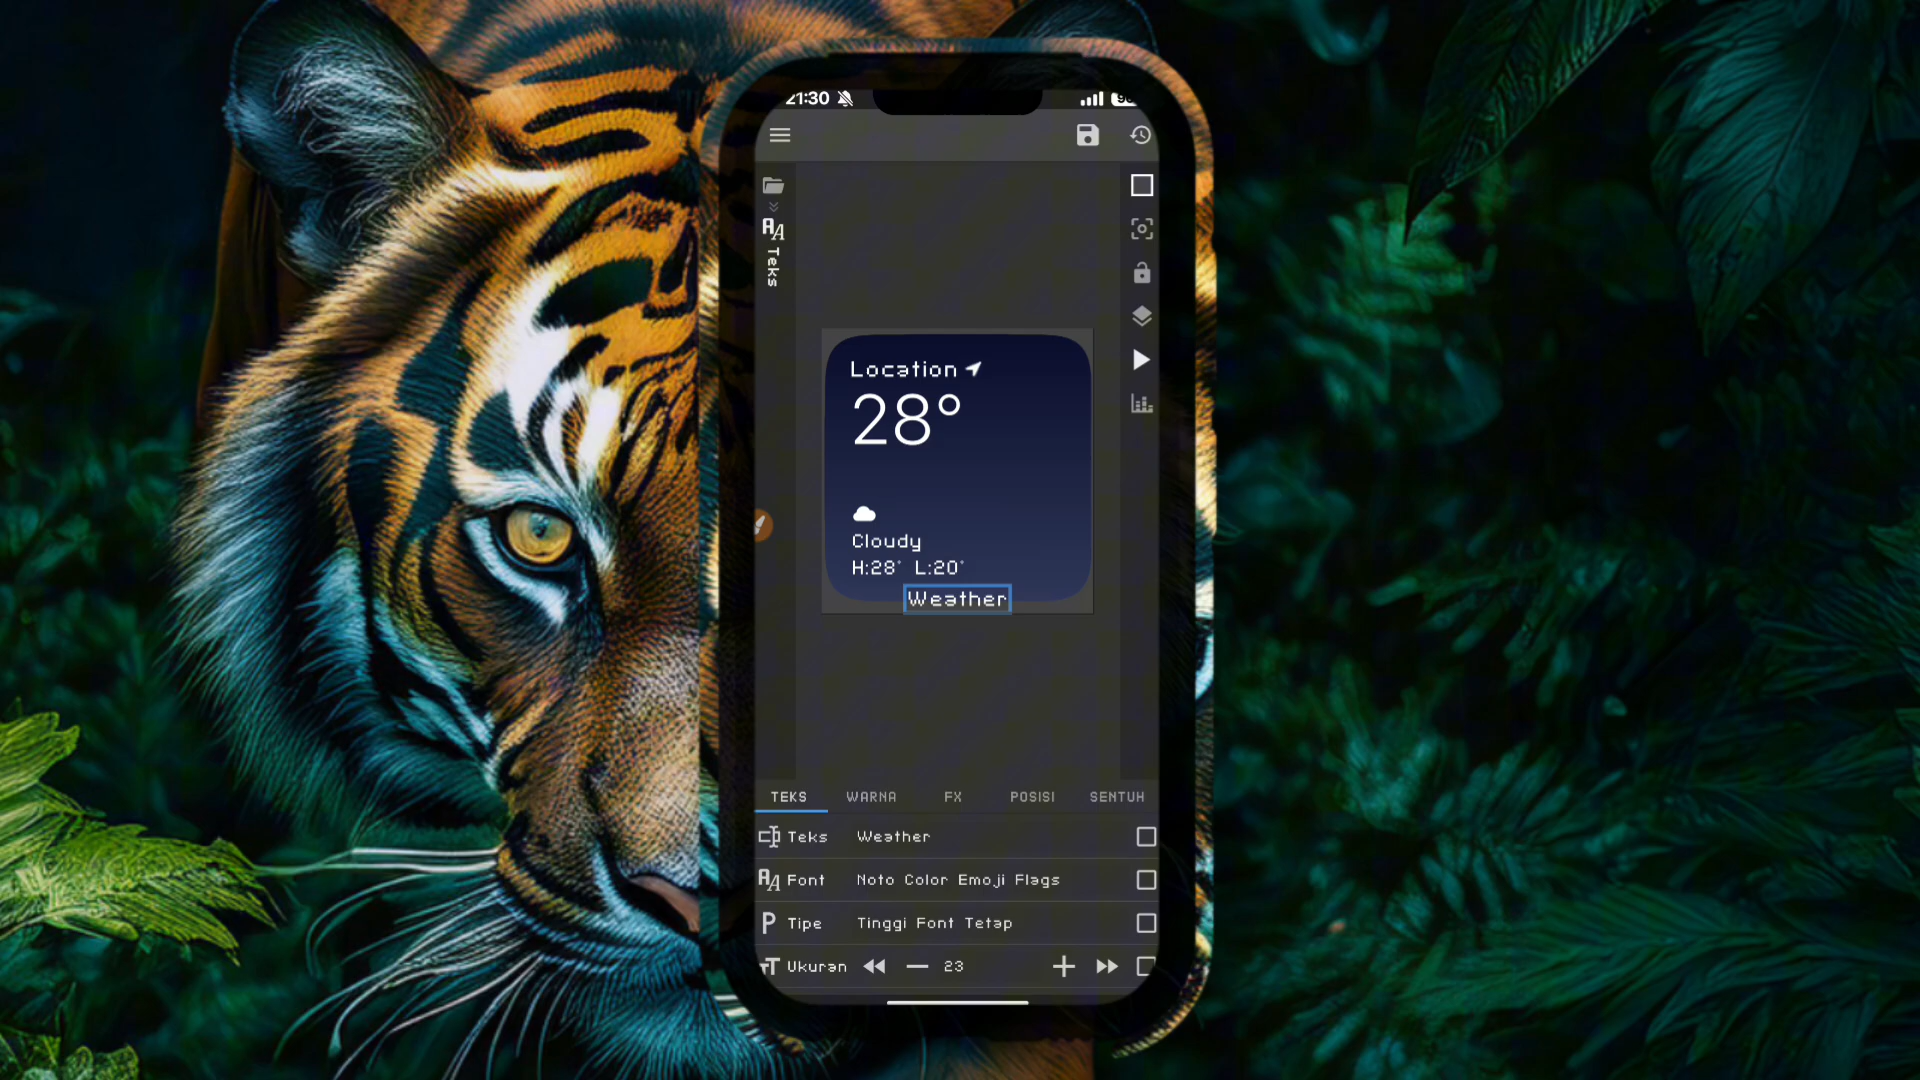 21:30
Teks
Location
28°
Cloudy
H:28° L:20°
Weather
TEKS WARNA FX POSISI SENTUH
Teks Weather
Font Noto Color Emoji Flags
Tipe Tinggi Font Tetap
Ukuran 23